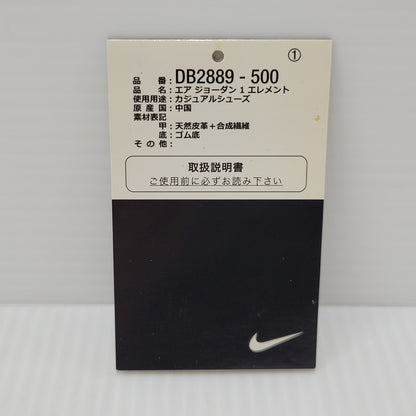 ①
品番：DB2889 - 500
品名：エア ジョーダン 1 エレメント
使用用途：カジュアルシューズ
原産国：中国
素材表記
甲：天然皮革＋合成繊維
底：ゴム底
その他：
取扱説明書
ご使用前に必ずお読み下さい